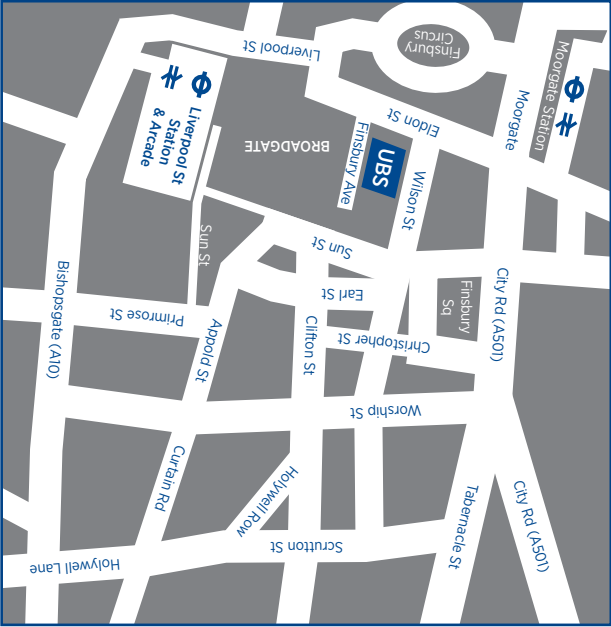 Liverpool St
Finsbury
Circus
Moorgate Station
Moorgate
Eldon St
Liverpool St
Station
& Arcade
BROADGATE
Finsbury Ave
UBS
Wilson St
Sun St
Sun St
Bishopsgate (A10)
Primrose St
Appold St
Earl St
Clifton St
Christopher St
Finsbury
Sq
City Rd (A501)
Worship St
Curtain Rd
Holywell Row
Scrutton St
Holywell Lane
Tabernacle St
City Rd (A501)